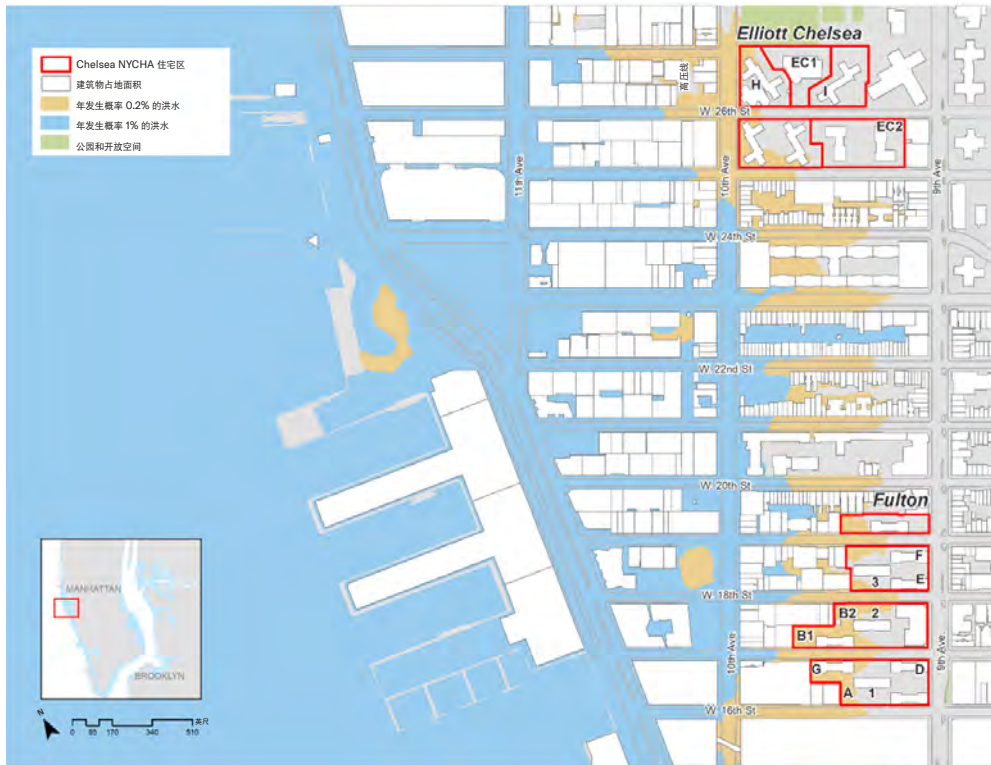 Chelsea NYCHA 住宅区
建筑物占地面积
年发生概率 0.2% 的洪水
年发生概率 1% 的洪水
公园和开放空间
Elliott Chelsea
EC1
H
I
高压线
W. 26th St
EC2
11th Ave
10th Ave
9th Ave
W. 24th St
W. 22nd St
W. 20th St
Fulton
F
3
E
W. 18th St
B2
2
B1
10th Ave
9th Ave
G
D
A
1
W. 16th St
MANHATTAN
BROOKLYN
N
0 85 170 340 510 英尺